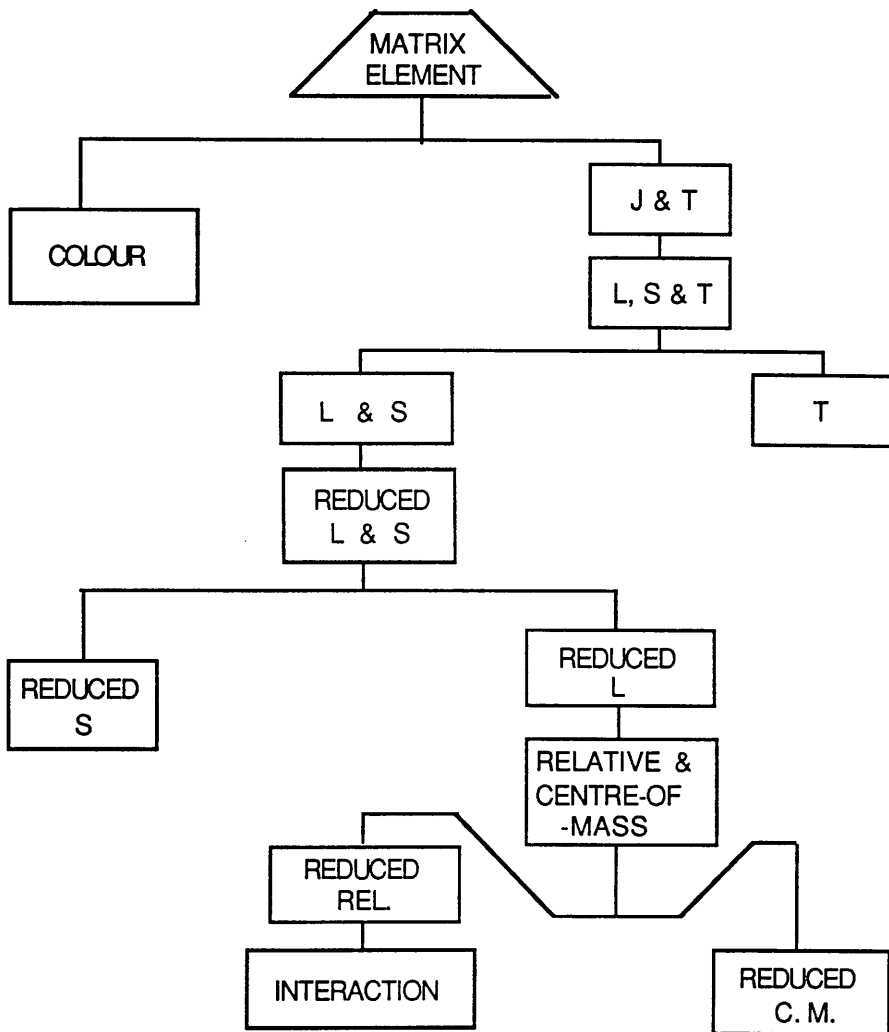 MATRIX
ELEMENT
J & T
COLOUR
L, S & T
L & S
T
REDUCED
L & S
REDUCED
L
REDUCED
S
RELATIVE &
CENTRE-OF
-MASS
REDUCED
REL.
INTERACTION
REDUCED
C. M.